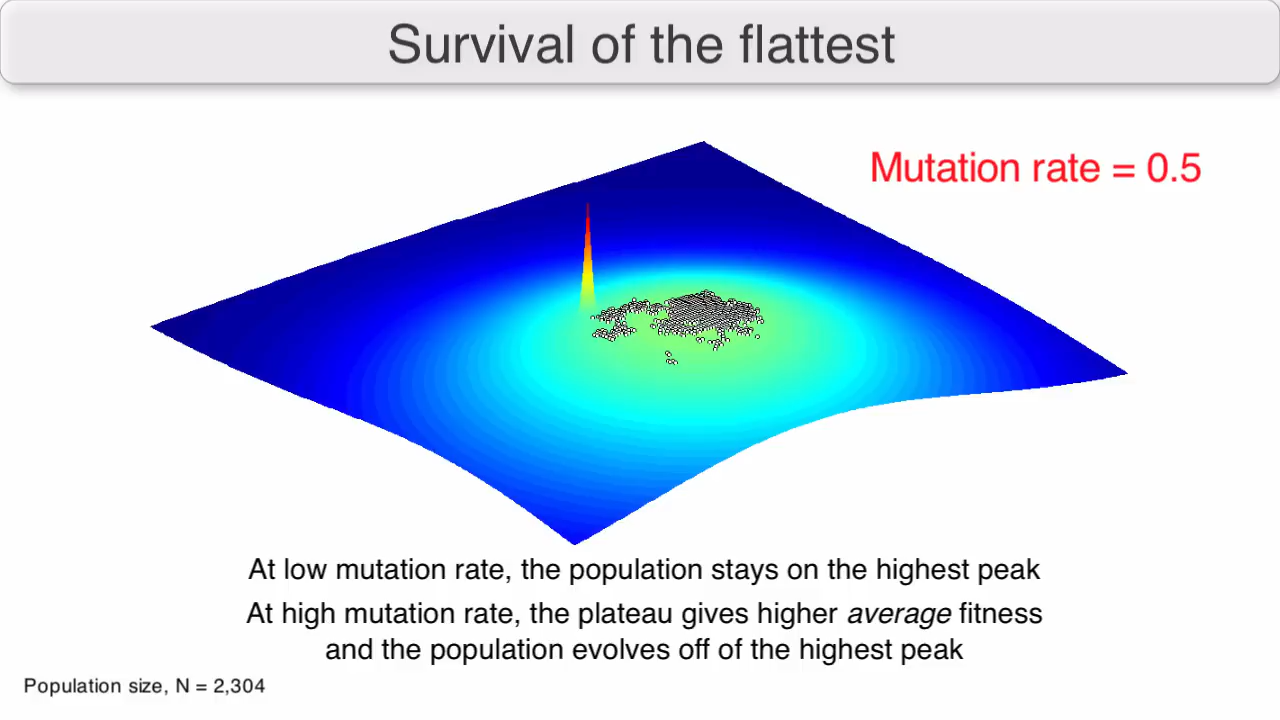 Survival of the flattest
Mutation rate = 0.5
At low mutation rate, the population stays on the highest peak
At high mutation rate, the plateau gives higher average fitness
and the population evolves off of the highest peak
Population size, N = 2,304